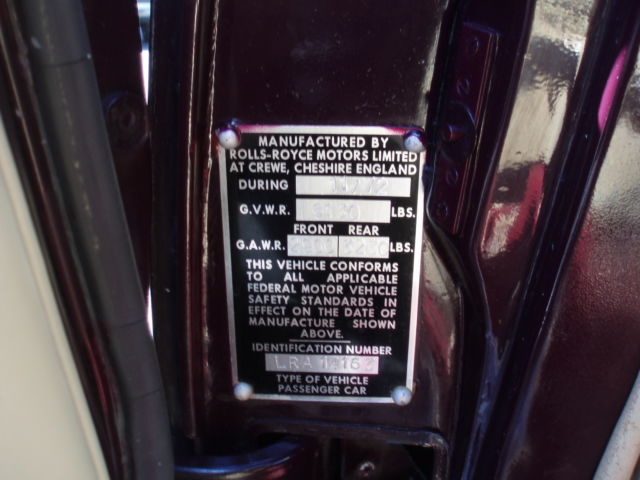 MANUFACTURED BY
ROLLS-ROYCE MOTORS LIMITED
AT CREWE, CHESHIRE ENGLAND
DURING
G.V.W.R. LBS.
FRONT REAR
G.A.W.R. LBS.
THIS VEHICLE CONFORMS
TO ALL APPLICABLE
FEDERAL MOTOR VEHICLE
SAFETY STANDARDS IN
EFFECT ON THE DATE OF
MANUFACTURE SHOWN
ABOVE.
IDENTIFICATION NUMBER
LRA
TYPE OF VEHICLE
PASSENGER CAR